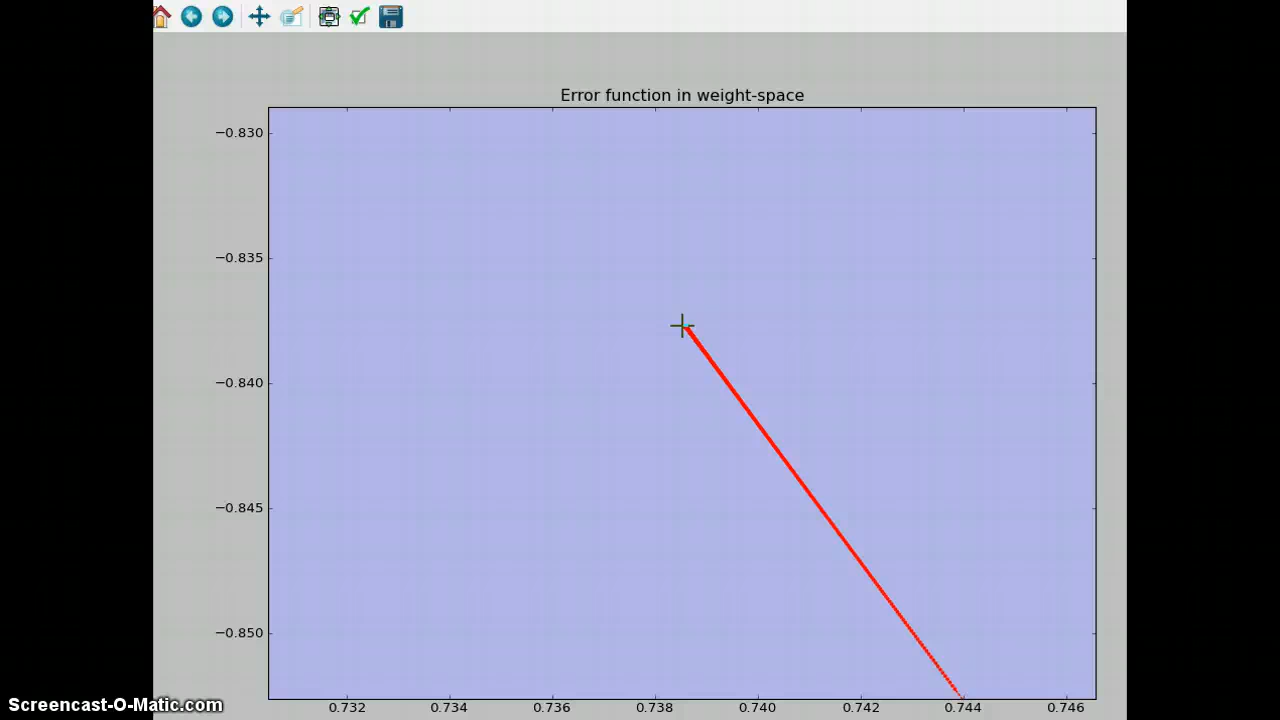 Error function in weight-space
−0.830
−0.835
−0.840
−0.845
−0.850
0.732 0.734 0.736 0.738 0.740 0.742 0.744 0.746
Screencast-O-Matic.com